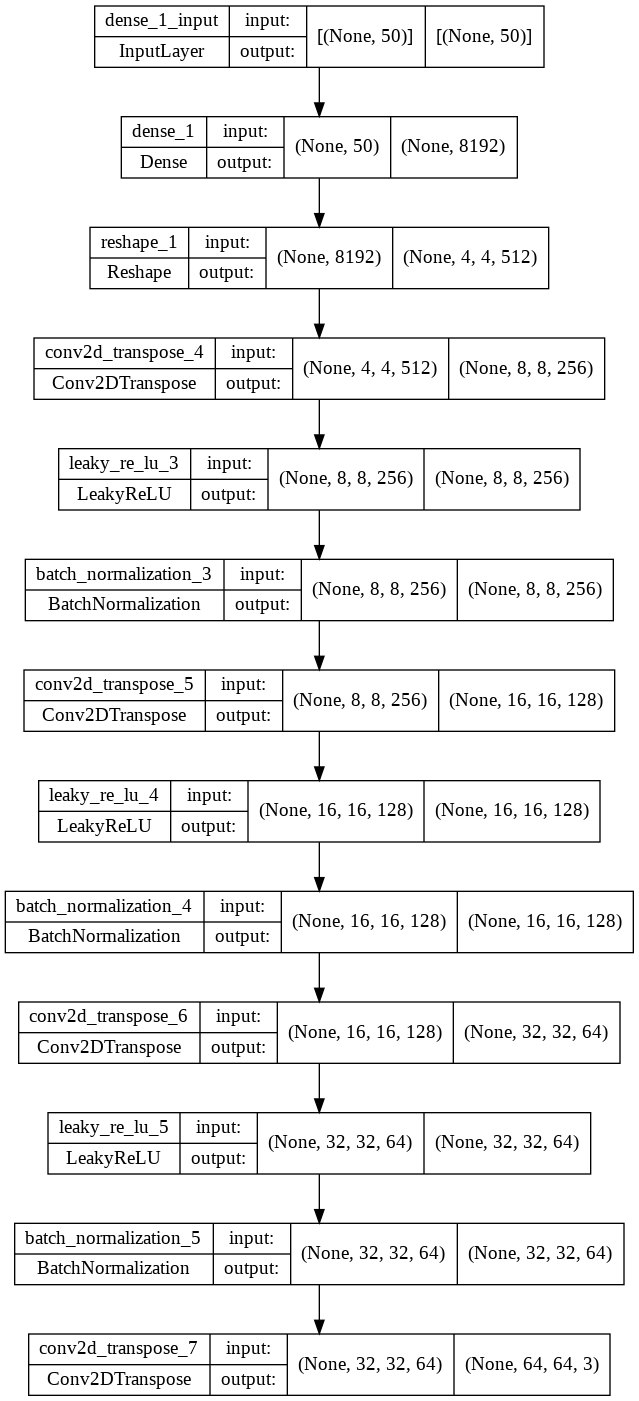 dense_1_input input: [(None, 50)] [(None, 50)]
InputLayer output:
dense_1 input: (None, 50) (None, 8192)
Dense output:
reshape_1 input: (None, 8192) (None, 4, 4, 512)
Reshape output:
conv2d_transpose_4 input: (None, 4, 4, 512) (None, 8, 8, 256)
Conv2DTranspose output:
leaky_re_lu_3 input: (None, 8, 8, 256) (None, 8, 8, 256)
LeakyReLU output:
batch_normalization_3 input: (None, 8, 8, 256) (None, 8, 8, 256)
BatchNormalization output:
conv2d_transpose_5 input: (None, 8, 8, 256) (None, 16, 16, 128)
Conv2DTranspose output:
leaky_re_lu_4 input: (None, 16, 16, 128) (None, 16, 16, 128)
LeakyReLU output:
batch_normalization_4 input: (None, 16, 16, 128) (None, 16, 16, 128)
BatchNormalization output:
conv2d_transpose_6 input: (None, 16, 16, 128) (None, 32, 32, 64)
Conv2DTranspose output:
leaky_re_lu_5 input: (None, 32, 32, 64) (None, 32, 32, 64)
LeakyReLU output:
batch_normalization_5 input: (None, 32, 32, 64) (None, 32, 32, 64)
BatchNormalization output:
conv2d_transpose_7 input: (None, 32, 32, 64) (None, 64, 64, 3)
Conv2DTranspose output: